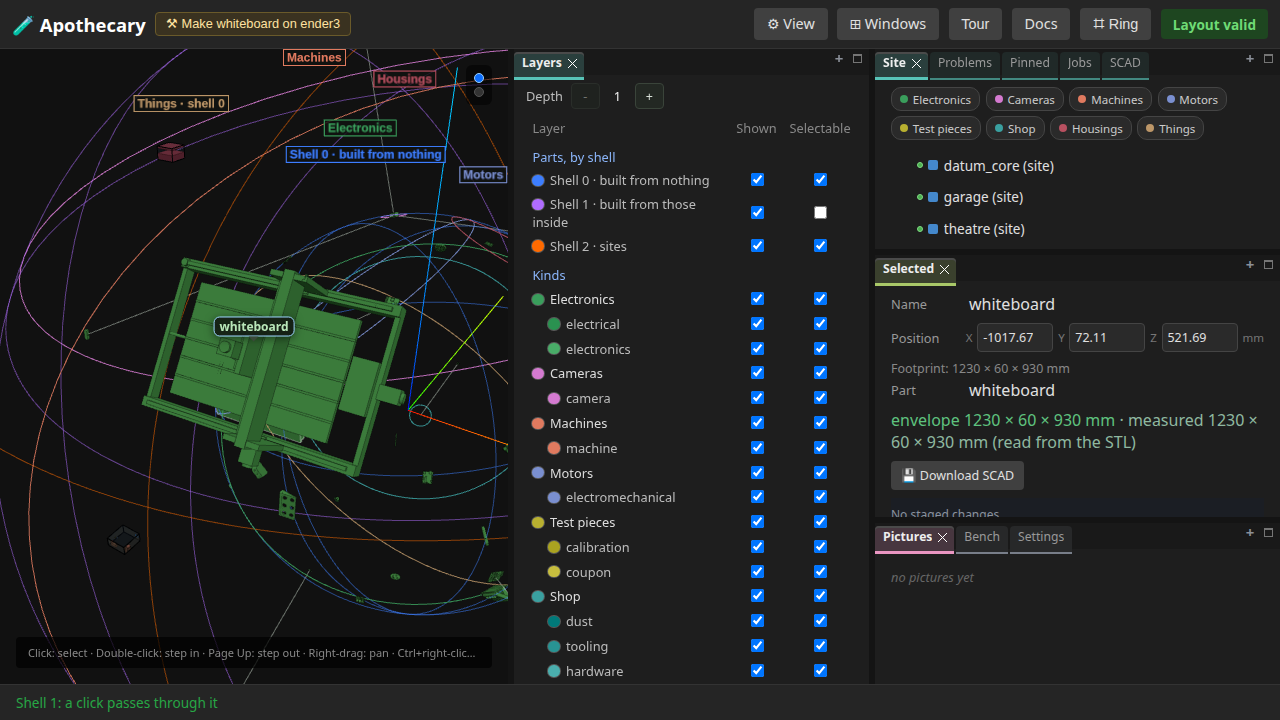 Apothecary
Make whiteboard on ender3
View
Windows
Tour
Docs
Ring
Layout valid
Machines
Housings
Things · shell 0
Electronics
Shell 0 · built from nothing
Motors
whiteboard
Click: select · Double-click: step in · Page Up: step out · Right-drag: pan · Ctrl+right-clic...
Layers
Depth - 1 +
Layer Shown Selectable
Parts, by shell
Shell 0 · built from nothing
Shell 1 · built from those
inside
Shell 2 · sites
Kinds
Electronics
electrical
electronics
Cameras
camera
Machines
machine
Motors
electromechanical
Test pieces
calibration
coupon
Shop
dust
tooling
hardware
Site Problems Pinned Jobs SCAD
Electronics Cameras Machines Motors
Test pieces Shop Housings Things
datum_core (site)
garage (site)
theatre (site)
Selected
Name whiteboard
Position X -1017.67 Y 72.11 Z 521.69 mm
Footprint: 1230 × 60 × 930 mm
Part whiteboard
envelope 1230 × 60 × 930 mm · measured 1230 ×
60 × 930 mm (read from the STL)
Download SCAD
No staged changes
Pictures Bench Settings
no pictures yet
Shell 1: a click passes through it